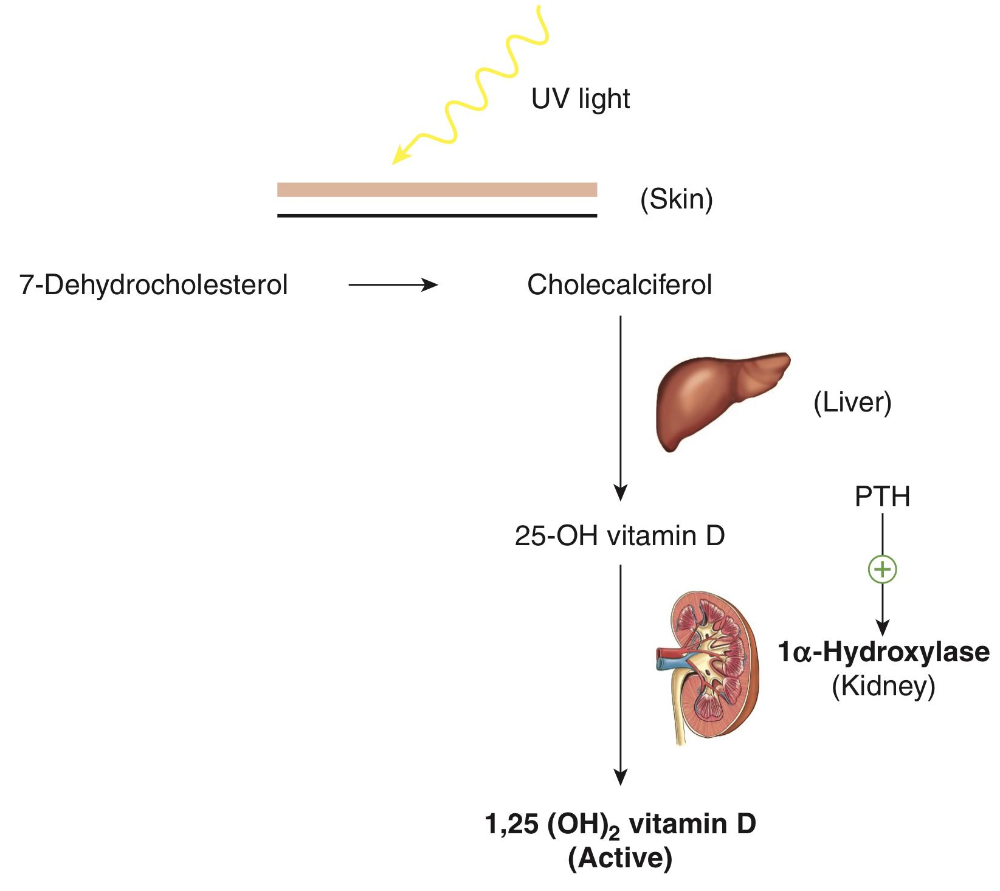 UV light
(Skin)
7-Dehydrocholesterol
Cholecalciferol
(Liver)
PTH
25-OH vitamin D
1α-Hydroxylase
(Kidney)
1,25 (OH)₂ vitamin D
(Active)